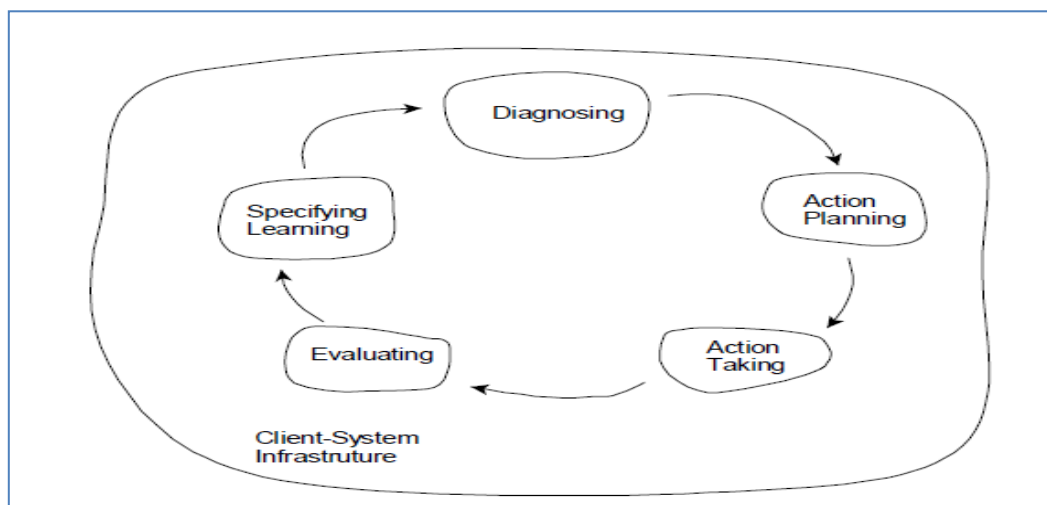 Diagnosing
Action
Planning
Action
Taking
Evaluating
Specifying
Learning
Client-System
Infrastruture